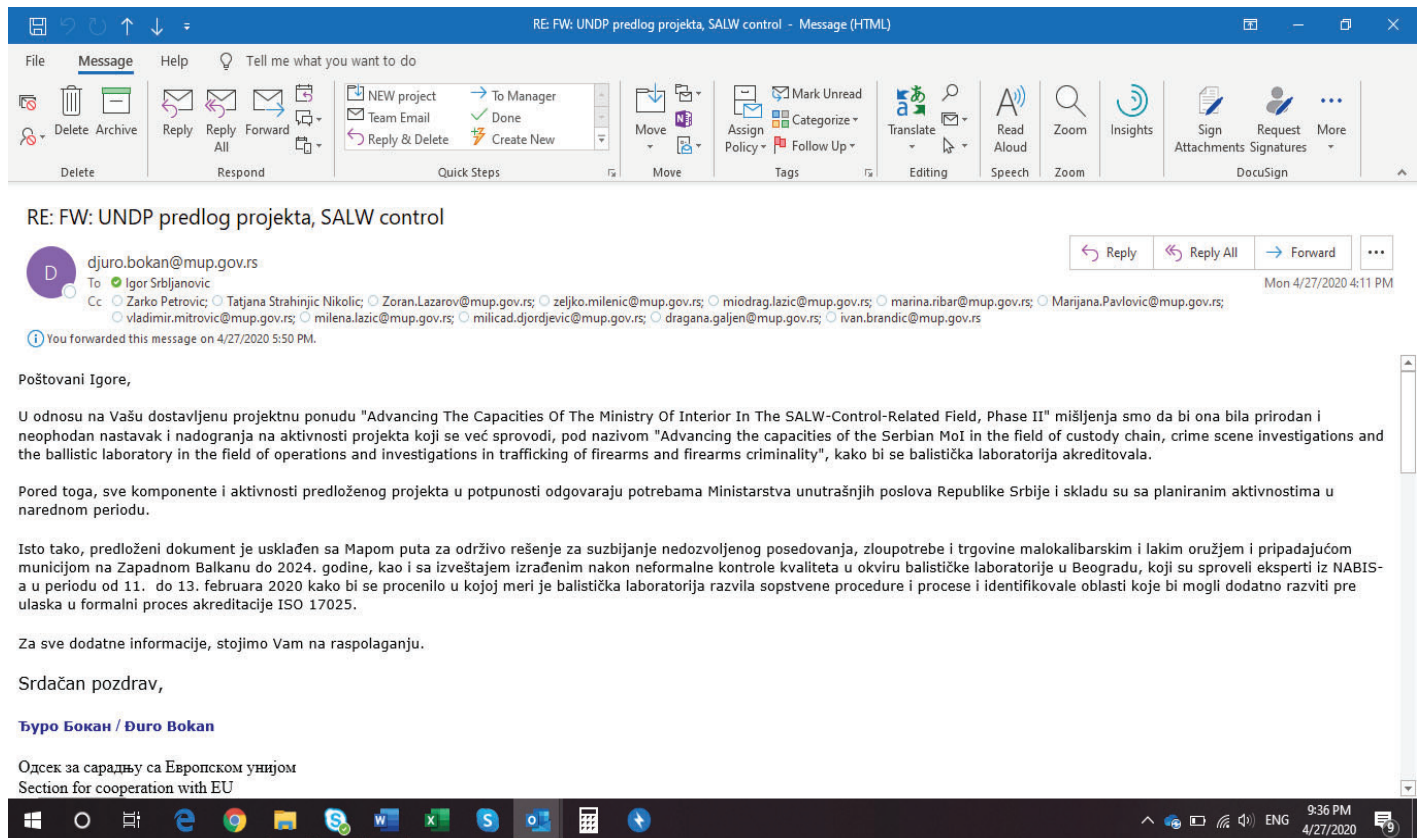 RE: FW: UNDP predlog projekta, SALW control - Message (HTML)
File Message Help Tell me what you want to do
Delete Archive
Reply Reply All Forward
NEW project To Manager
Team Email Done
Reply & Delete Create New
Move
Assign Policy
Mark Unread
Categorize
Follow Up
Translate
Read Aloud
Zoom
Insights
Sign Attachments
Request Signatures
More
Delete Respond Quick Steps Move Tags Editing Speech Zoom DocuSign
RE: FW: UNDP predlog projekta, SALW control
Reply Reply All Forward
D
djuro.bokan@mup.gov.rs
Mon 4/27/2020 4:11 PM
To Igor Srbljanovic
Cc Zarko Petrovic; Tatjana Strahinjic Nikolic; Zoran.Lazarov@mup.gov.rs; zeljko.milenic@mup.gov.rs; miodrag.lazic@mup.gov.rs; marina.ribar@mup.gov.rs; Marijana.Pavlovic@mup.gov.rs;
vladimir.mitrovic@mup.gov.rs; milena.lazic@mup.gov.rs; milicad.djordjevic@mup.gov.rs; dragana.galjen@mup.gov.rs; ivan.brandic@mup.gov.rs
You forwarded this message on 4/27/2020 5:50 PM.
Poštovani Igore,
U odnosu na Vašu dostavljenu projektnu ponudu "Advancing The Capacities Of The Ministry Of Interior In The SALW-Control-Related Field, Phase II" mišljenja smo da bi ona bila prirodan i
neophodan nastavak i nadogranja na aktivnosti projekta koji se već sprovodi, pod nazivom "Advancing the capacities of the Serbian MoI in the field of custody chain, crime scene investigations and
the ballistic laboratory in the field of operations and investigations in trafficking of firearms and firearms criminality", kako bi se balistička laboratorija akreditovala.
Pored toga, sve komponente i aktivnosti predloženog projekta u potpunosti odgovaraju potrebama Ministarstva unutrašnjih poslova Republike Srbije i skladu su sa planiranim aktivnostima u
narednom periodu.
Isto tako, predloženi dokument je usklađen sa Mapom puta za održivo rešenje za suzbijanje nedozvoljenog posedovanja, zloupotrebe i trgovine malokalibarskim i lakim oružjem i pripadajućom
municijom na Zapadnom Balkanu do 2024. godine, kao i sa izveštajem izrađenim nakon neformalne kontrole kvaliteta u okviru balističke laboratorije u Beogradu, koji su sproveli eksperti iz NABIS-
a u periodu od 11. do 13. februara 2020 kako bi se procenilo u kojoj meri je balistička laboratorija razvila sopstvene procedure i procese i identifikovale oblasti koje bi mogli dodatno razviti pre
ulaska u formalni proces akreditacije ISO 17025.
Za sve dodatne informacije, stojimo Vam na raspolaganju.
Srdačan pozdrav,
Ђуро Бокан / Đuro Bokan
Одсек за сарадњу са Европском унијом
Section for cooperation with EU
ENG
9:36 PM
4/27/2020
9